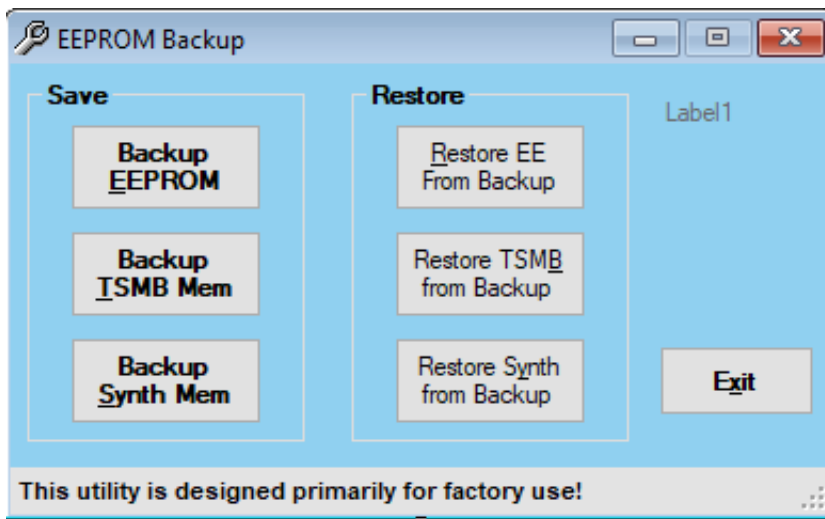 EEPROM Backup
Save
Backup
EEPROM
Backup
TSMB Mem
Backup
Synth Mem
Restore
Restore EE
From Backup
Restore TSMB
from Backup
Restore Synth
from Backup
Label1
Exit
This utility is designed primarily for factory use!